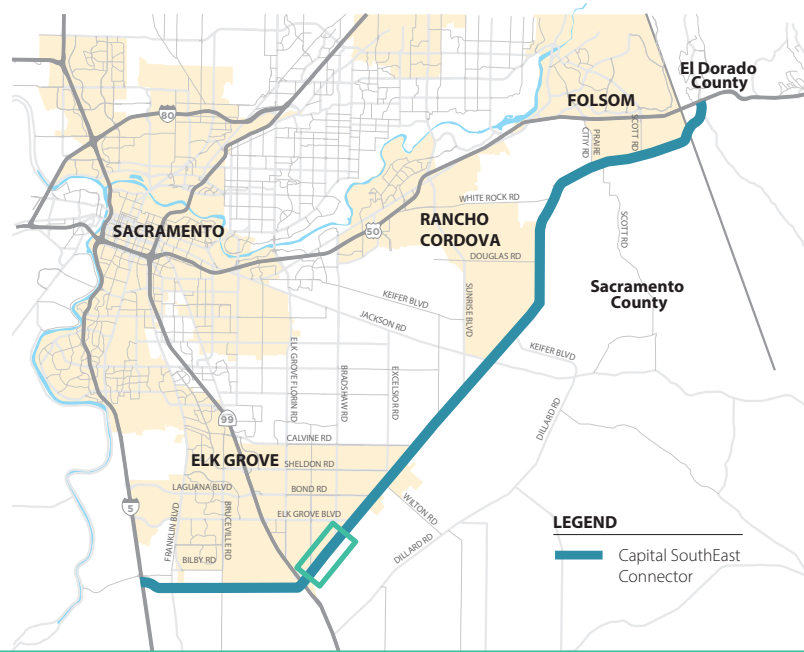 El Dorado
County
FOLSOM
80
PRAIRE
CITY RD
SCOTT RD
WHITE ROCK RD
RANCHO
CORDOVA
SACRAMENTO
50
SCOTT RD
DOUGLAS RD
Sacramento
County
KEIFER BLVD
SUNRISE BLVD
JACKSON RD
KEIFER BLVD
ELK GROVE FLORIN RD
BRADSHAW RD
EXCELSIOR RD
DILLARD RD
99
CALVINE RD
ELK GROVE
SHELDON RD
LAGUANA BLVD
BOND RD
5
FRANKLIN BLVD
BRUCEVILLE RD
ELK GROVE BLVD
WILTON RD
DILLARD RD
BILBY RD
LEGEND
Capital SouthEast
Connector